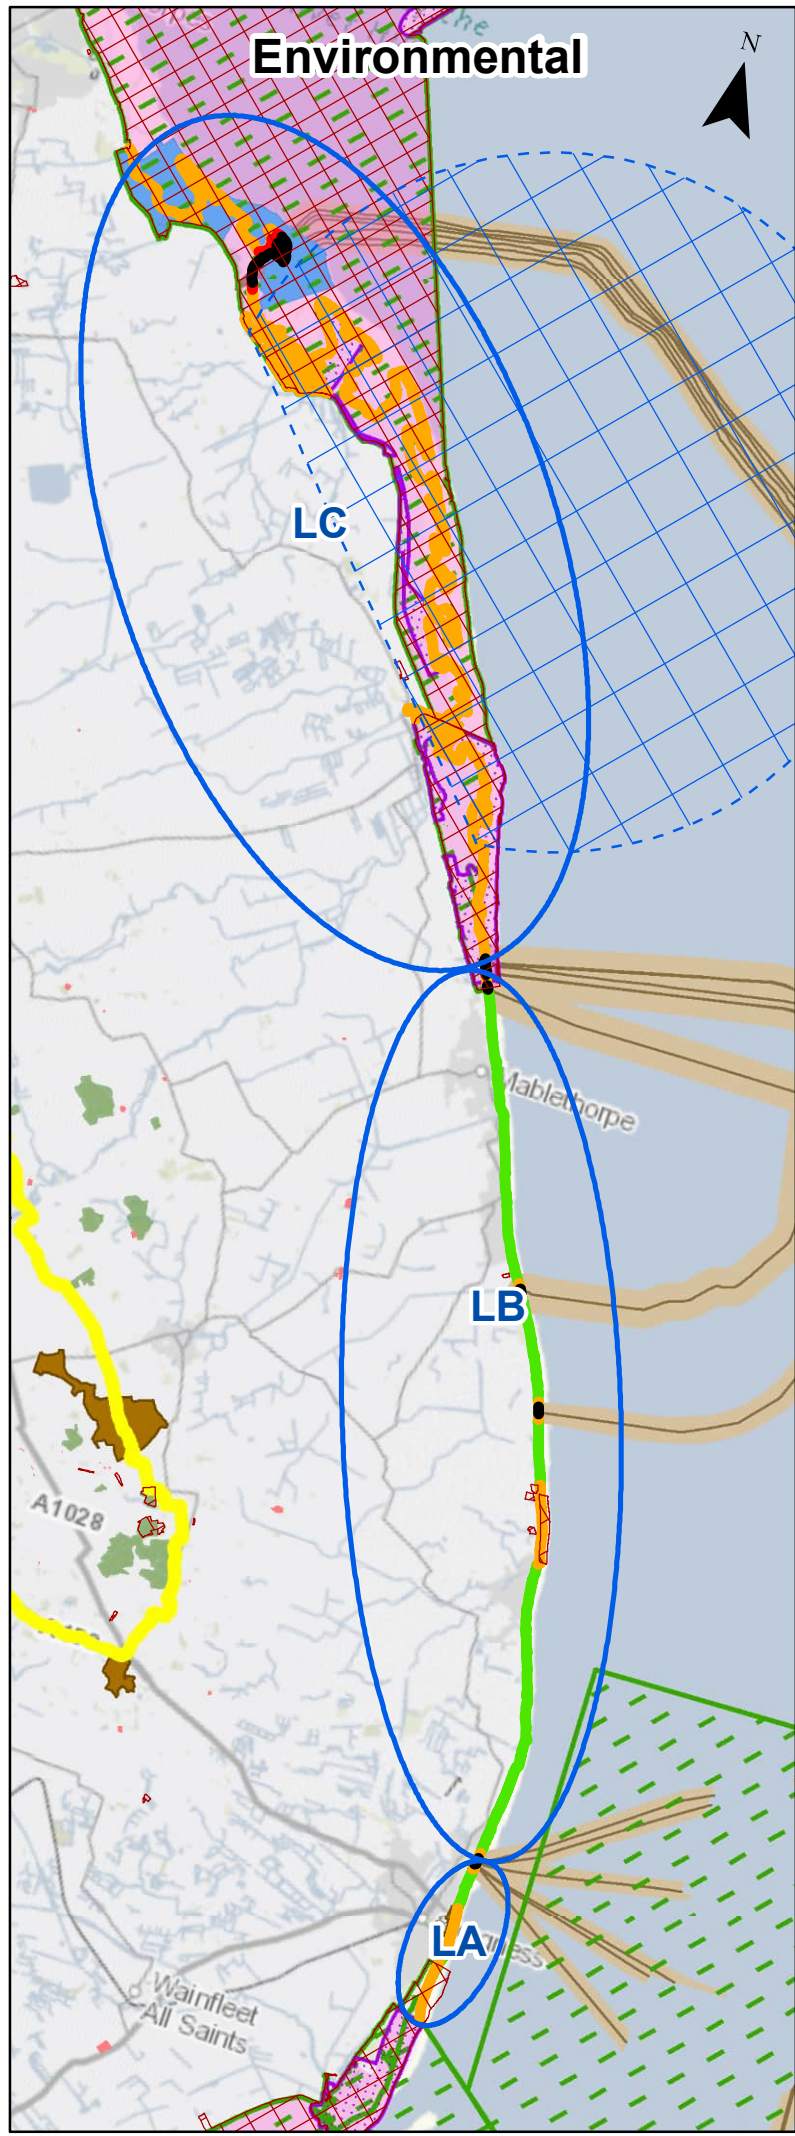 Environmental
N
LC
Mablethorpe
LB
A1028
LA
Wainfleet
All Saints